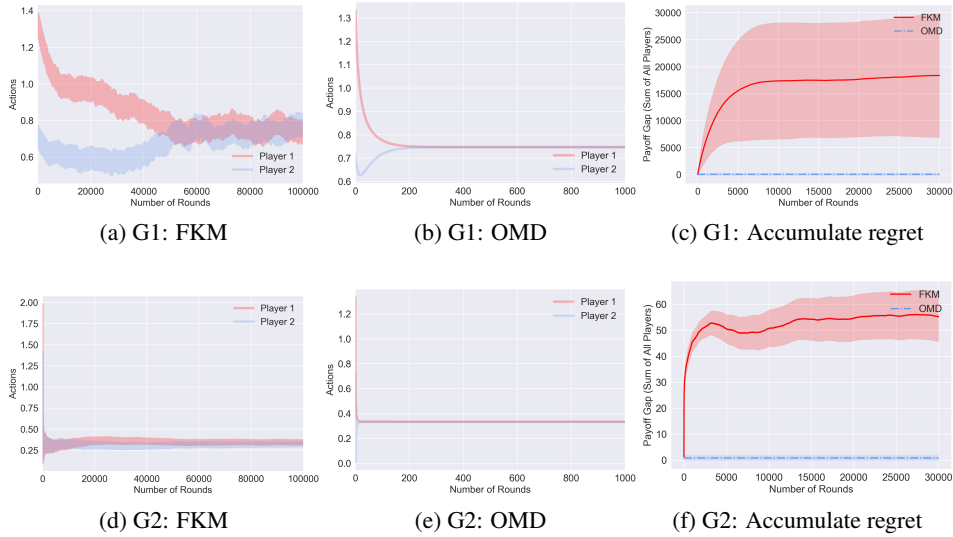 1.4
1.2
1.0
0.8
0.6
Actions
Player 1
Player 2
0 20000 40000 60000 80000 100000
Number of Rounds
(a) G1: FKM
1.3
1.2
1.1
1.0
0.9
0.8
0.7
0.6
Actions
Player 1
Player 2
0 200 400 600 800 1000
Number of Rounds
(b) G1: OMD
30000
25000
20000
15000
10000
5000
0
Payoff Gap (Sum of All Players)
FKM
OMD
0 5000 10000 15000 20000 25000 30000
Number of Rounds
(c) G1: Accumulate regret
2.00
1.75
1.50
1.25
1.00
0.75
0.50
0.25
Actions
Player 1
Player 2
0 20000 40000 60000 80000 100000
Number of Rounds
(d) G2: FKM
1.2
1.0
0.8
0.6
0.4
0.2
0.0
Actions
Player 1
Player 2
0 200 400 600 800 1000
Number of Rounds
(e) G2: OMD
60
50
40
30
20
10
0
Payoff Gap (Sum of All Players)
FKM
OMD
0 5000 10000 15000 20000 25000 30000
Number of Rounds
(f) G2: Accumulate regret